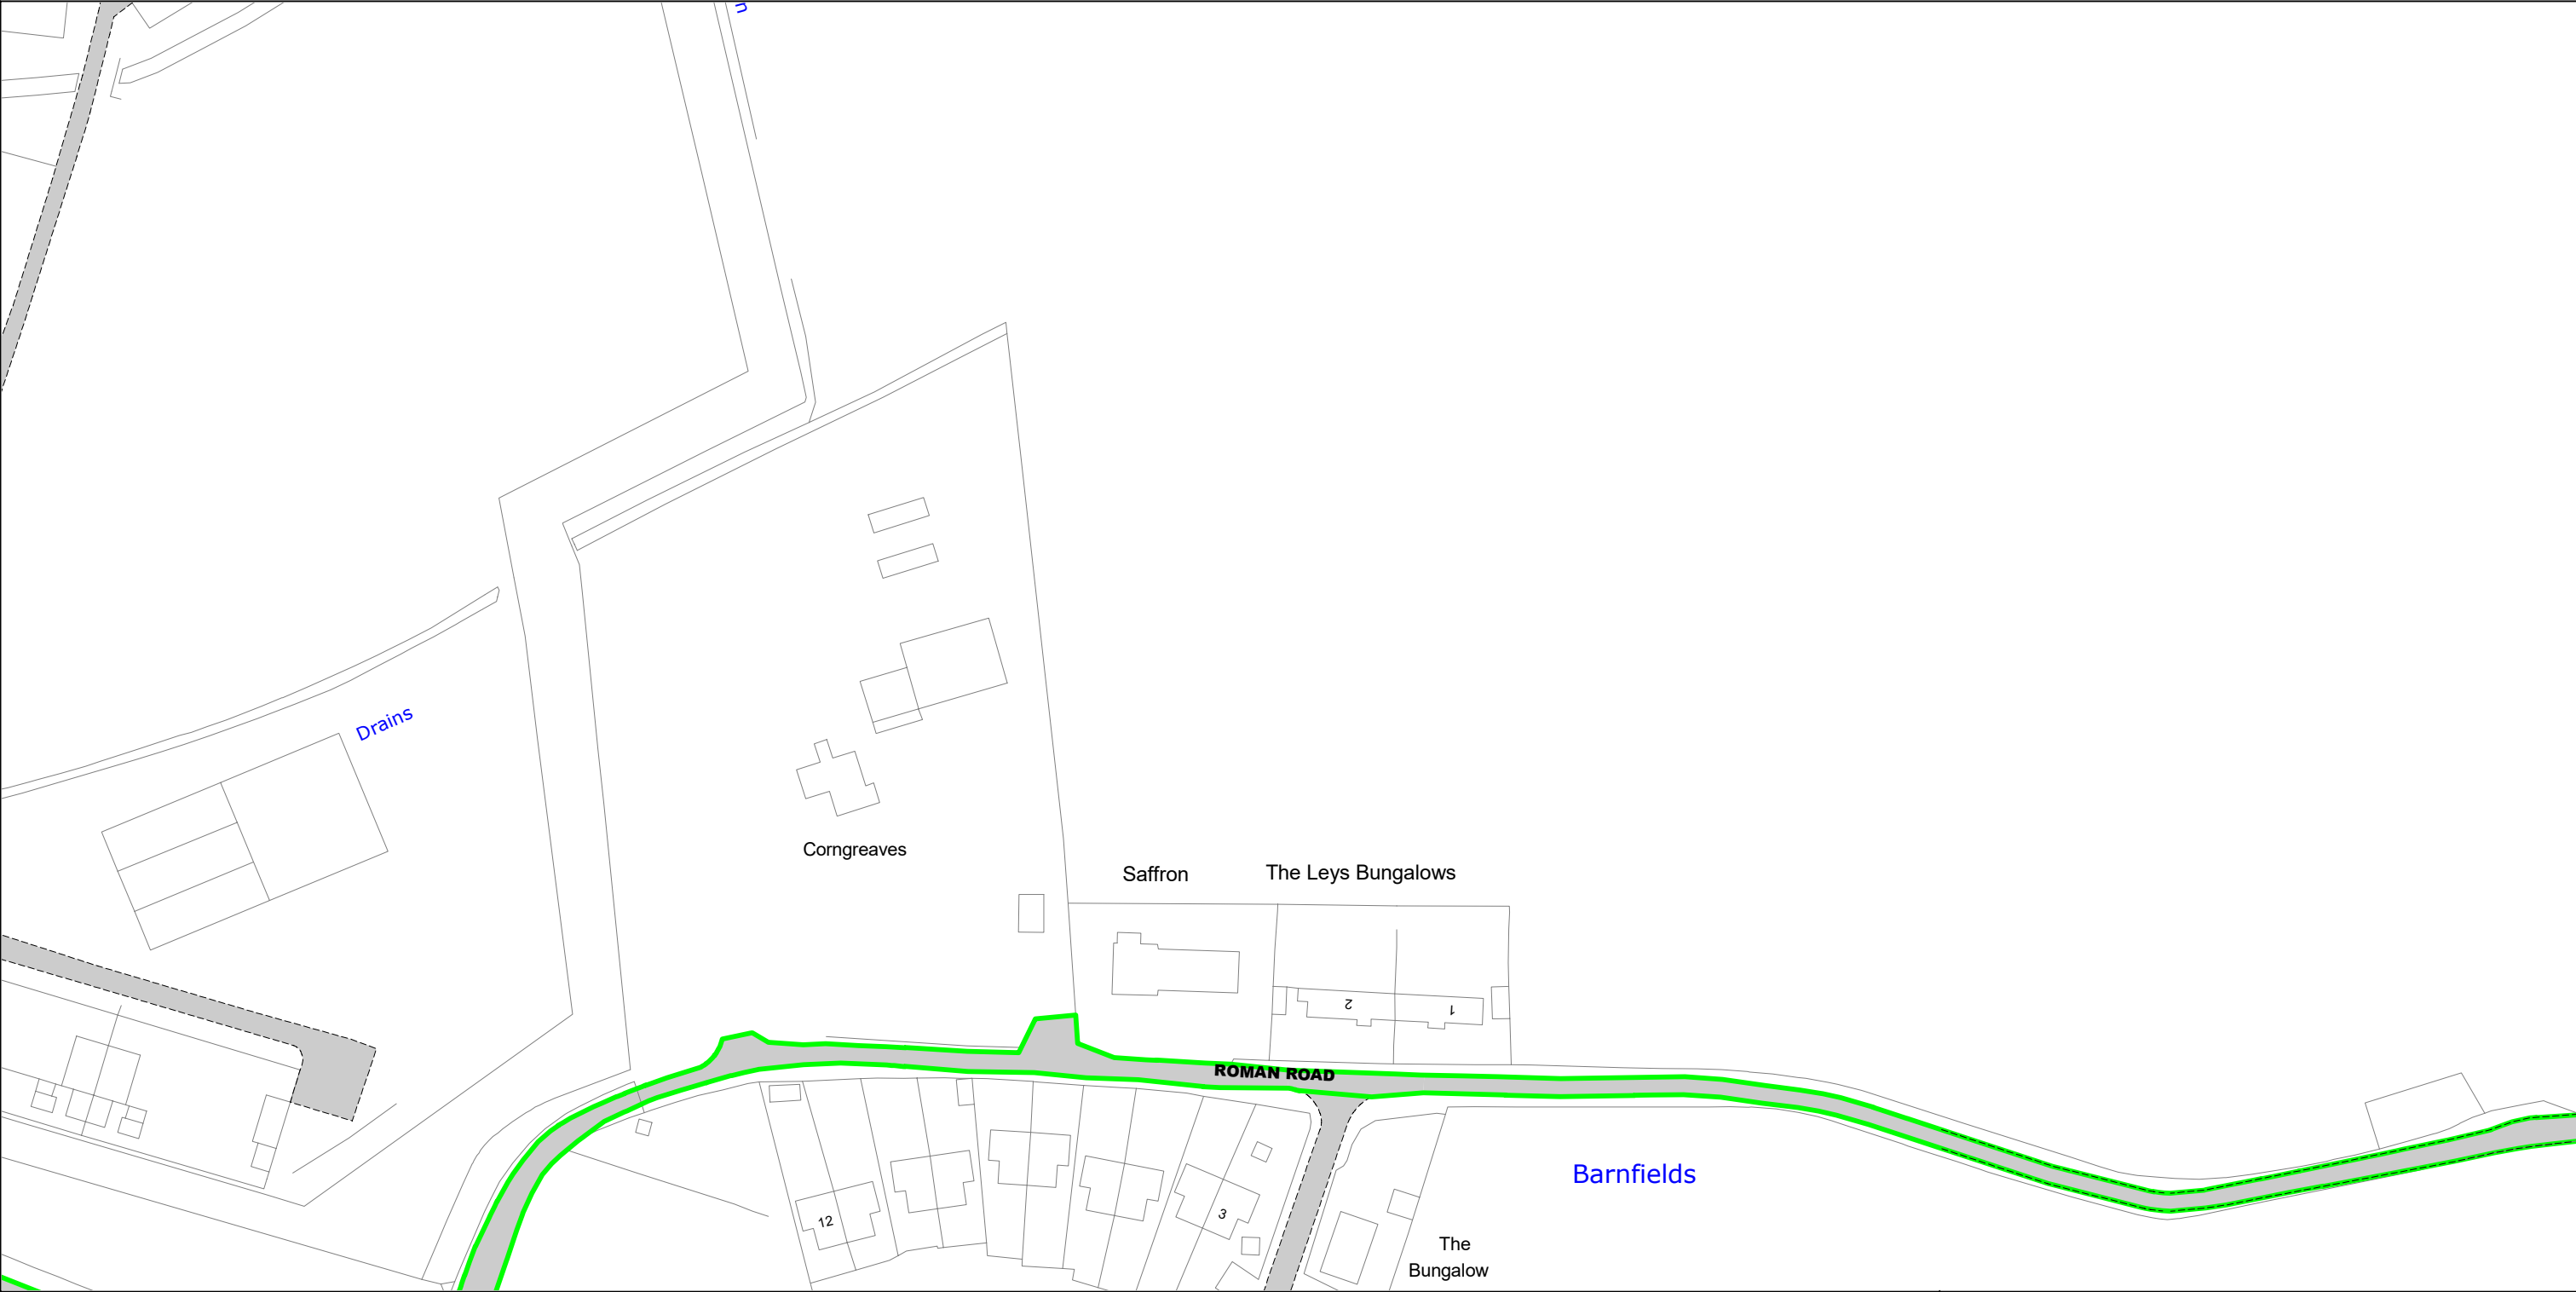 Drains
Corngreaves
Saffron
The Leys Bungalows
2
1
ROMAN ROAD
Barnfields
12
3
The
Bungalow